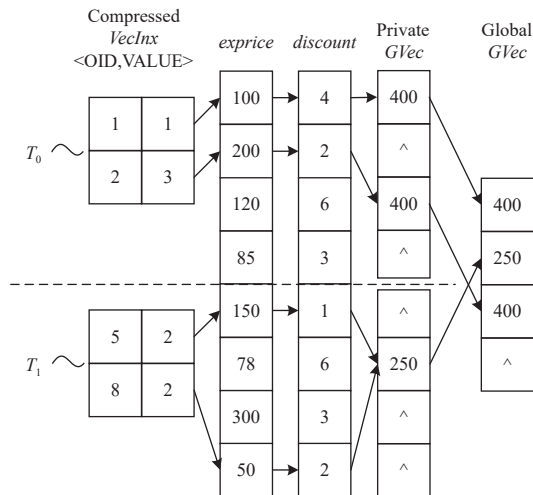 Compressed
VecInx
<OID,VALUE>
exprice
discount
Private
GVec
Global
GVec
T0
1 1
2 3
100 4 400
200 2 ^
120 6 400
85 3 ^
T1
5 2
8 2
150 1 ^
78 6 250
300 3 ^
50 2 ^
400
250
400
^